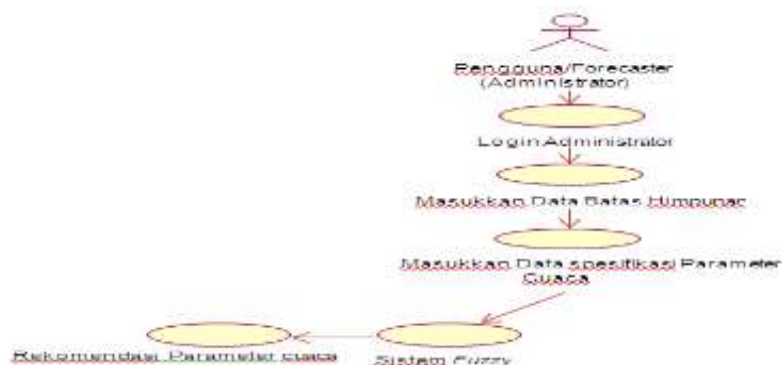 Pengguna/Forecaster
(Administrator)
Login Administrator
Masukkan Data Batas Himpunan
Masukkan Data spesifikasi Parameter
Cuaca
Sistem Fuzzy
Rekomendasi Parameter cuaca